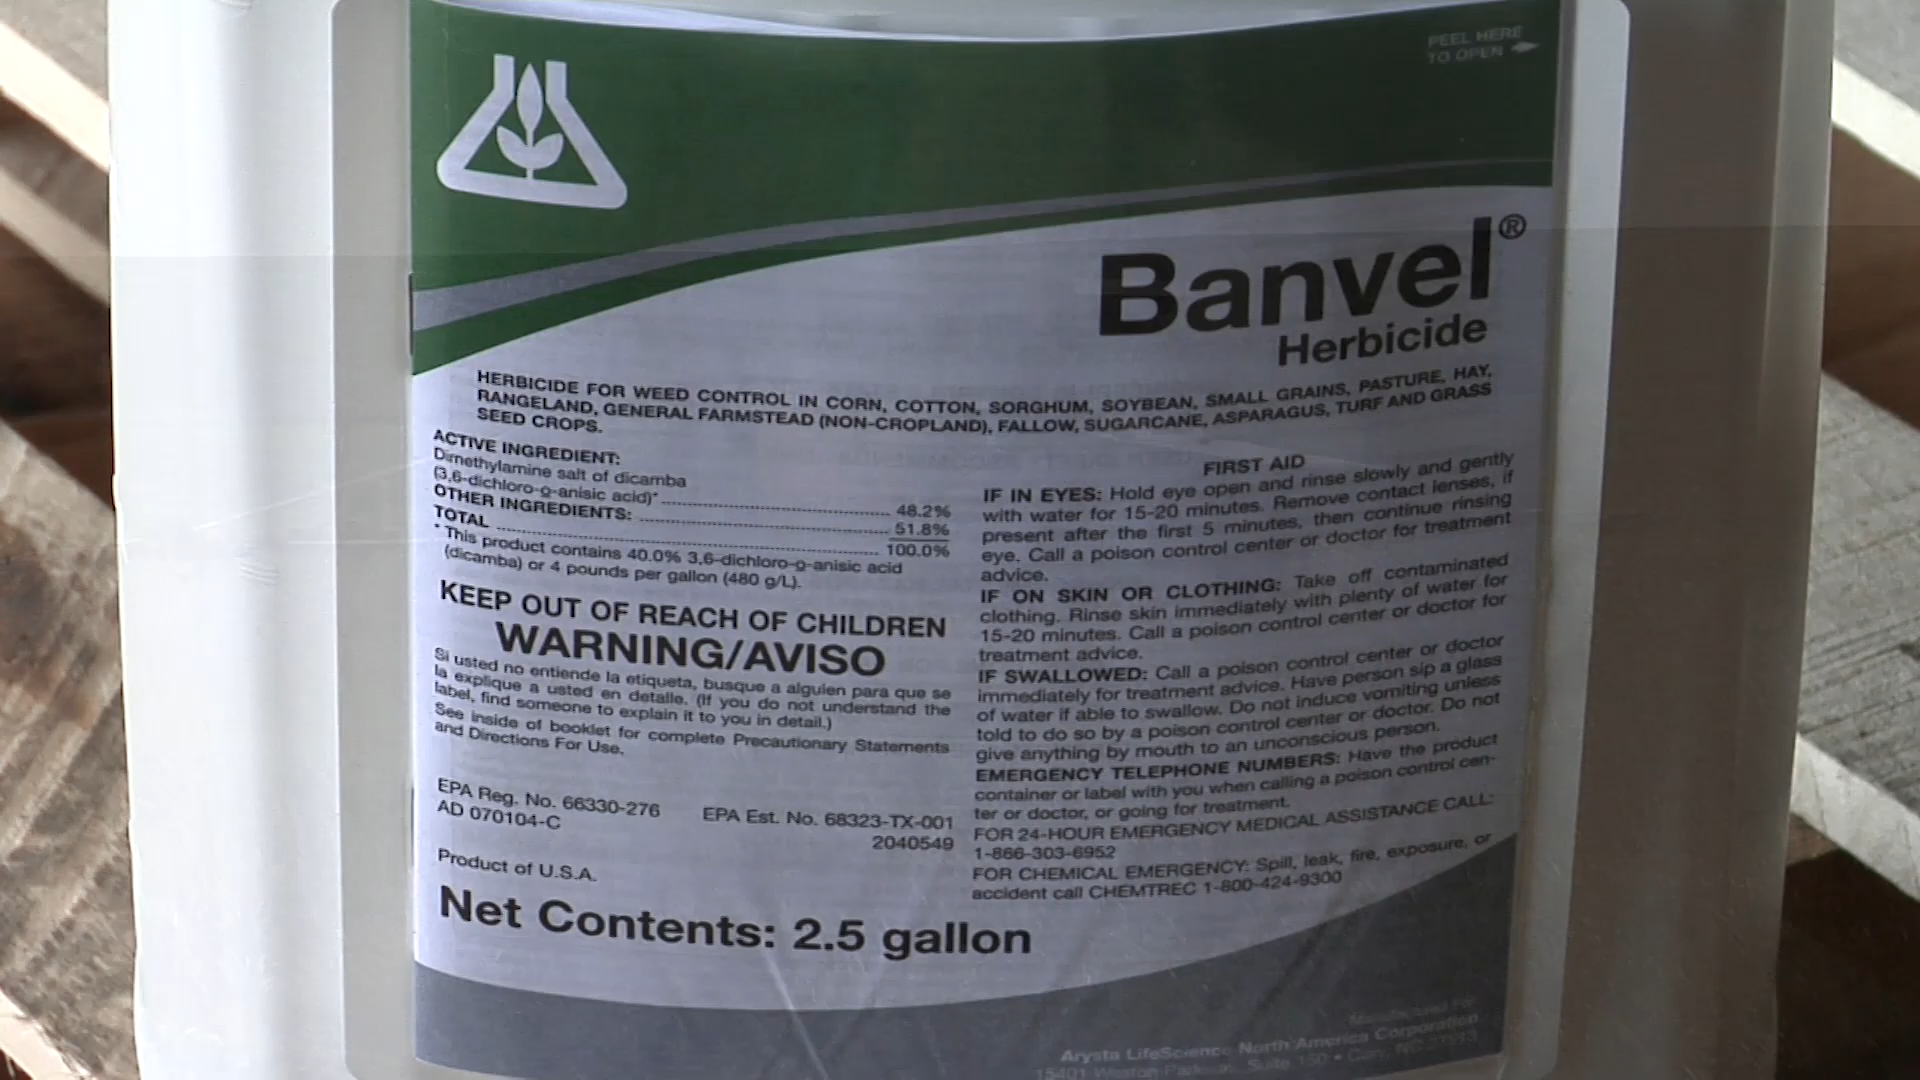 PEEL HERE
TO OPEN
Banvel®
Herbicide
HERBICIDE FOR WEED CONTROL IN CORN, COTTON, SORGHUM, SOYBEAN, SMALL GRAINS, PASTURE, HAY,
RANGELAND, GENERAL FARMSTEAD (NON-CROPLAND), FALLOW, SUGARCANE, ASPARAGUS, TURF AND GRASS
SEED CROPS.
ACTIVE INGREDIENT:
Dimethylamine salt of dicamba
(3,6-dichloro-o-anisic acid)* ........ 48.2%
OTHER INGREDIENTS: ........ 51.8%
TOTAL ........ 100.0%
* This product contains 40.0% 3,6-dichloro-o-anisic acid
(dicamba) or 4 pounds per gallon (480 g/L).
KEEP OUT OF REACH OF CHILDREN
WARNING/AVISO
Si usted no entiende la etiqueta, busque a alguien para que se
la explique a usted en detalle. (If you do not understand the
label, find someone to explain it to you in detail.)
See inside of booklet for complete Precautionary Statements
and Directions For Use.
EPA Reg. No. 66330-276 EPA Est. No. 68323-TX-001
AD 070104-C 2040549
Product of U.S.A.
Net Contents: 2.5 gallon
FIRST AID
IF IN EYES: Hold eye open and rinse slowly and gently
with water for 15-20 minutes. Remove contact lenses, if
present after the first 5 minutes, then continue rinsing
eye. Call a poison control center or doctor for treatment
advice.
IF ON SKIN OR CLOTHING: Take off contaminated
clothing. Rinse skin immediately with plenty of water for
15-20 minutes. Call a poison control center or doctor for
treatment advice.
IF SWALLOWED: Call a poison control center or doctor
immediately for treatment advice. Have person sip a glass
of water if able to swallow. Do not induce vomiting unless
told to do so by a poison control center or doctor. Do not
give anything by mouth to an unconscious person.
EMERGENCY TELEPHONE NUMBERS: Have the product
container or label with you when calling a poison control cen-
ter or doctor, or going for treatment.
FOR 24-HOUR EMERGENCY MEDICAL ASSISTANCE CALL:
1-866-303-6952
FOR CHEMICAL EMERGENCY: Spill, leak, fire, exposure, or
accident call CHEMTREC 1-800-424-9300
Manufactured For
Arysta LifeScience North America Corporation
15401 Weston Parkway, Suite 150 • Cary, NC